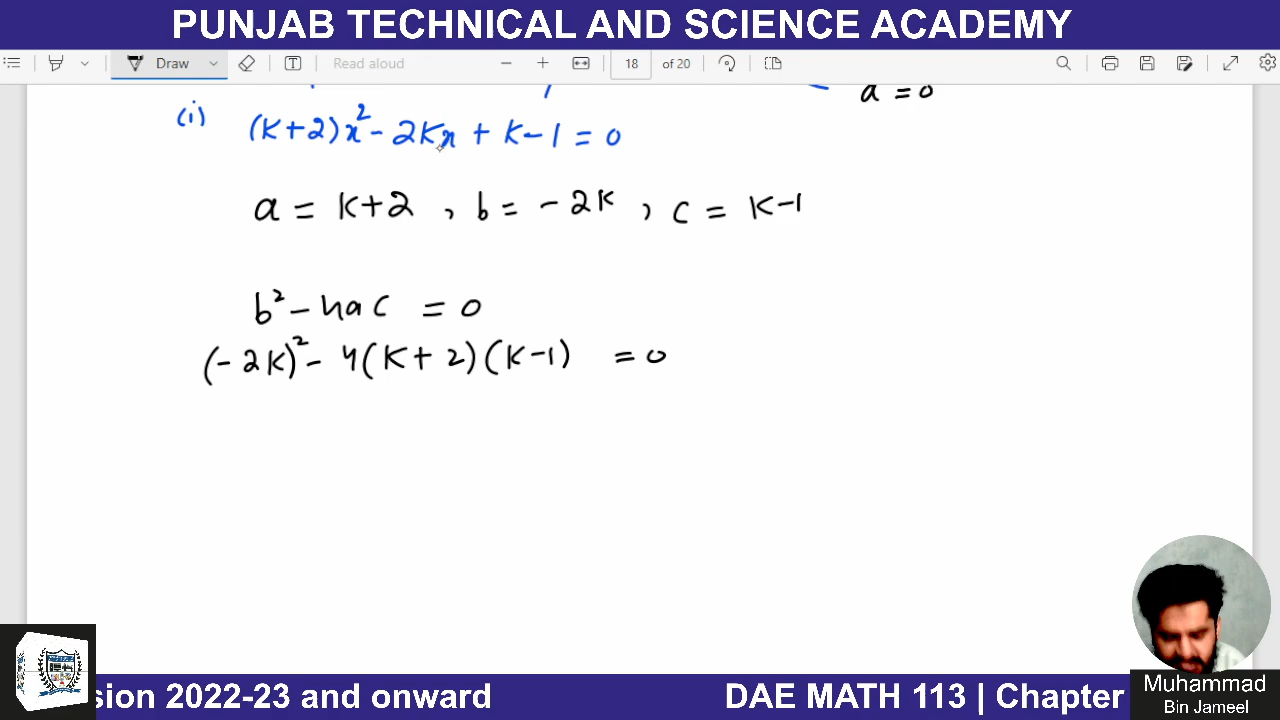 PUNJAB TECHNICAL AND SCIENCE ACADEMY
Draw
Read aloud
18 of 20
a = 0
(i) (K+2)x² - 2Kx + K-1 = 0
a = K+2 , b = -2K , c = K-1
b² - 4ac = 0
(-2K)² - 4(K+2)(K-1) = 0
Muhammad
Bin Jameel
sion 2022-23 and onward
DAE MATH 113 | Chapter